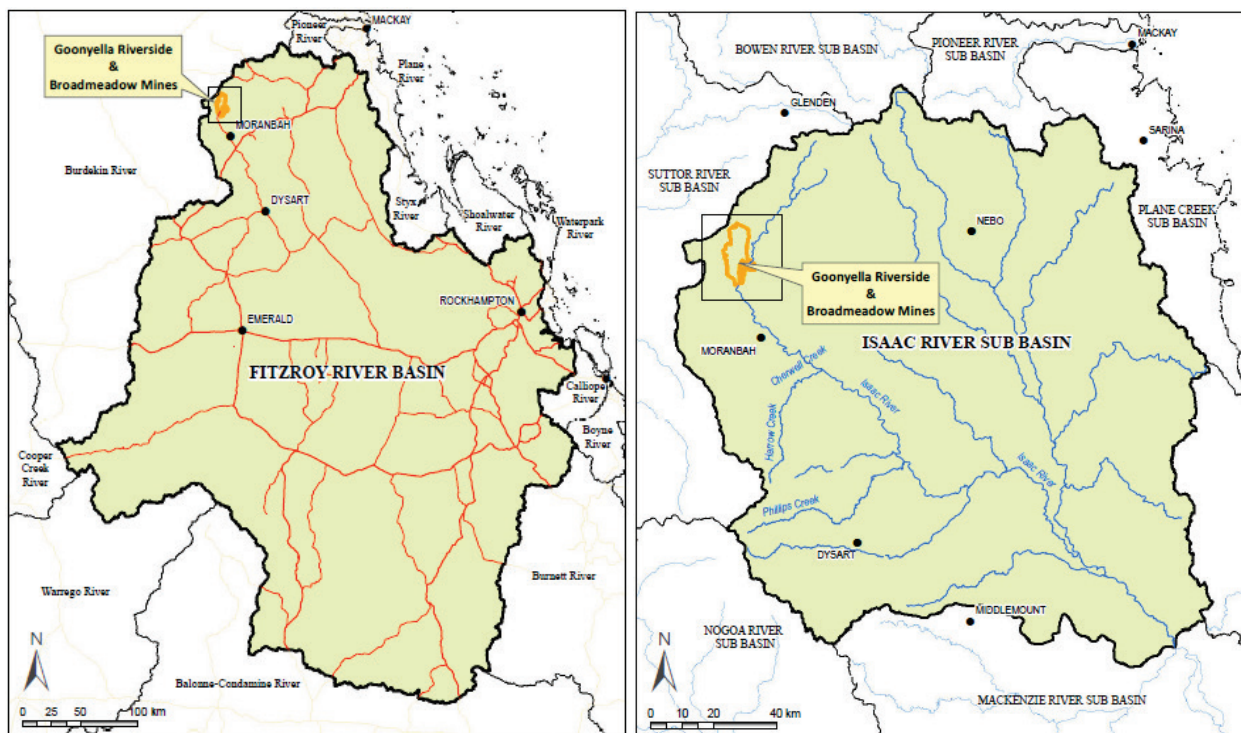 Pioneer
River
MACKAY
Goonyella Riverside
&
Broadmeadow Mines
Plane
River
MORANBAH
Burdekin River
DYSART
Styx
River
Shoalwater
River
Waterpark
River
ROCKHAMPTON
EMERALD
FITZROY RIVER BASIN
Calliope
River
Boyne
River
Cooper
Creek
River
Warrego River
Burnett River
N
Balonne-Condamine River
0 25 50 100 km
BOWEN RIVER SUB BASIN
PIONEER RIVER
SUB BASIN
MACKAY
GLENDEN
SARINA
SUTTOR RIVER
SUB BASIN
PLANE CREEK
SUB BASIN
NEBO
Goonyella Riverside
&
Broadmeadow Mines
MORANBAH
ISAAC RIVER SUB BASIN
Cherwell Creek
Isaac River
Harrow Creek
Isaac River
Phillips Creek
DYSART
MIDDLEMOUNT
NOGOA RIVER
SUB BASIN
N
MACKENZIE RIVER SUB BASIN
0 10 20 40 km